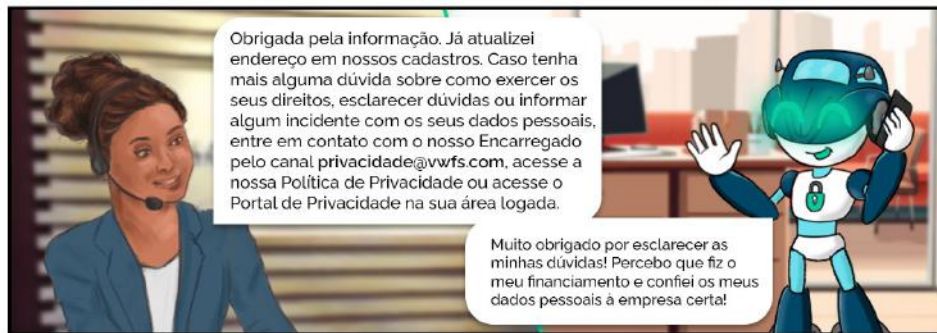 Obrigada pela informação. Já atualizei
endereço em nossos cadastros. Caso tenha
mais alguma dúvida sobre como exercer os
seus direitos, esclarecer dúvidas ou informar
algum incidente com os seus dados pessoais,
entre em contato com o nosso Encarregado
pelo canal privacidade@vwfs.com, acesse a
nossa Política de Privacidade ou acesse o
Portal de Privacidade na sua área logada.
Muito obrigado por esclarecer as
minhas dúvidas! Percebo que fiz o
meu financiamento e confiei os meus
dados pessoais à empresa certa!